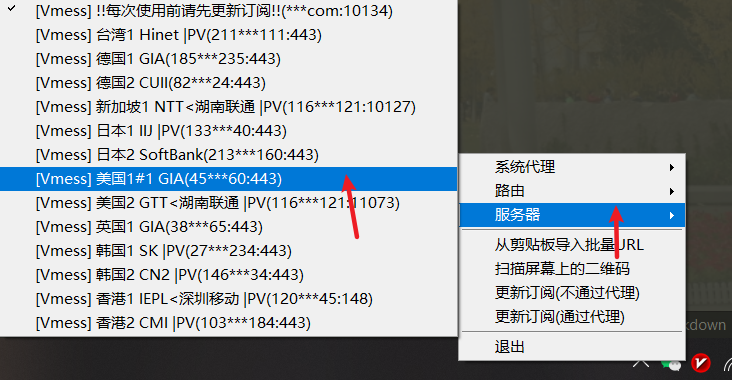 [Vmess] !!每次使用前请先更新订阅!!(***com:10134)
[Vmess] 台湾1 Hinet |PV(211***111:443)
[Vmess] 德国1 GIA(185***235:443)
[Vmess] 德国2 CUII(82***24:443)
[Vmess] 新加坡1 NTT<湖南联通 |PV(116***121:10127)
[Vmess] 日本1 IIJ |PV(133***40:443)
[Vmess] 日本2 SoftBank(213***160:443)
[Vmess] 美国1#1 GIA(45***60:443)
[Vmess] 美国2 GTT<湖南联通 |PV(116***121:11073)
[Vmess] 英国1 GIA(38***65:443)
[Vmess] 韩国1 SK |PV(27***234:443)
[Vmess] 韩国2 CN2 |PV(146***34:443)
[Vmess] 香港1 IEPL<深圳移动 |PV(120***45:148)
[Vmess] 香港2 CMI |PV(103***184:443)
系统代理
路由
服务器
从剪贴板导入批量URL
扫描屏幕上的二维码
更新订阅(不通过代理)
更新订阅(通过代理)
退出
kdown